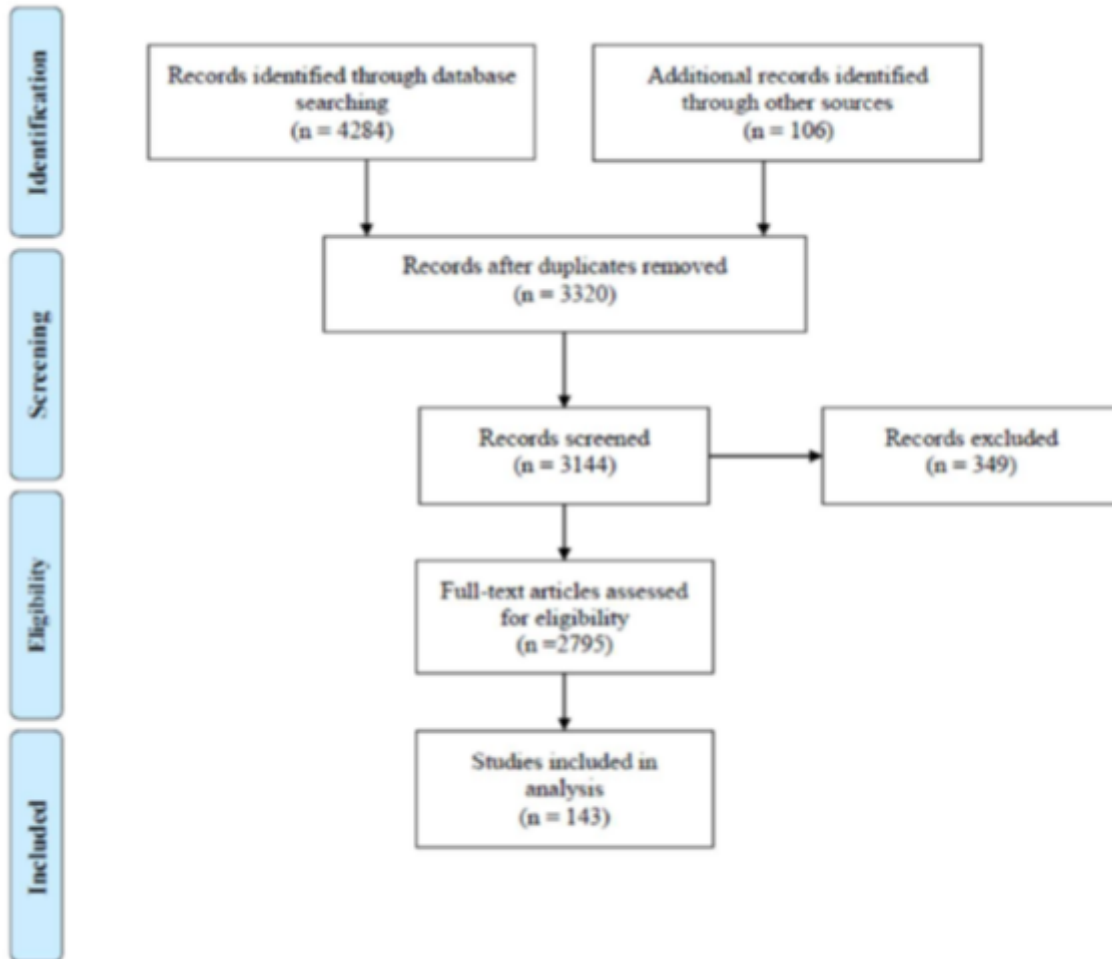 Identification
Records identified through database
searching
(n = 4284)
Additional records identified
through other sources
(n = 106)
Screening
Records after duplicates removed
(n = 3320)
Records screened
(n = 3144)
Records excluded
(n = 349)
Eligibility
Full-text articles assessed
for eligibility
(n =2795)
Included
Studies included in
analysis
(n = 143)